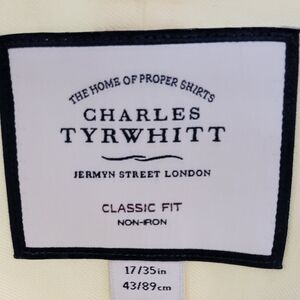 THE HOME OF PROPER SHIRTS
CHARLES
TYRWHITT
JERMYN STREET LONDON
CLASSIC FIT
NON-IRON
17/35in
43/89cm